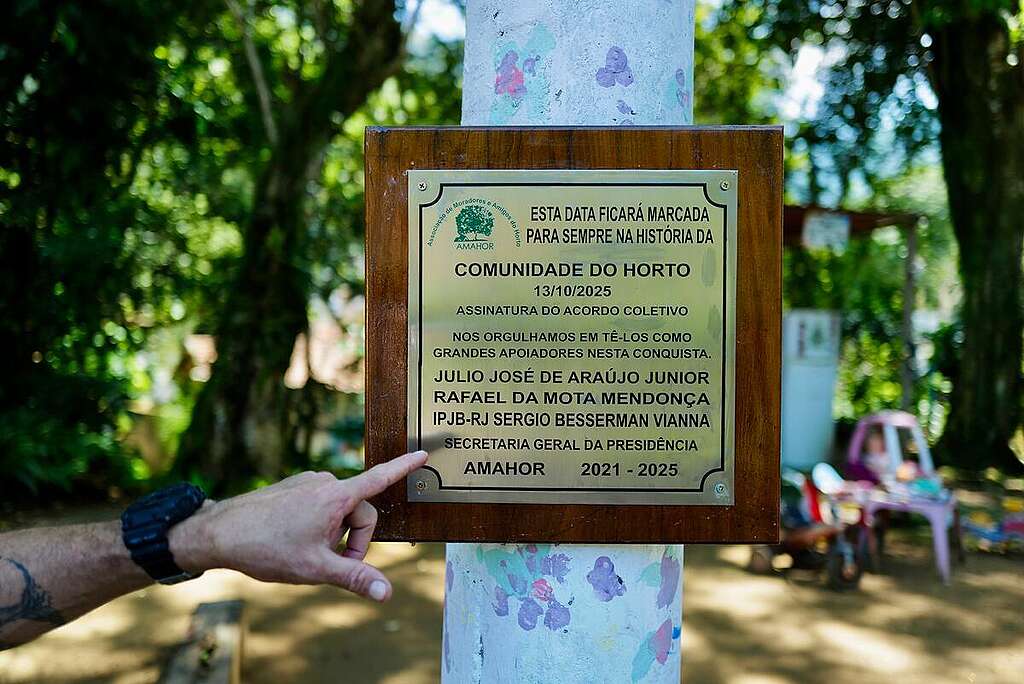 Associação de Moradores e Amigos do Horto
AMAHOR
ESTA DATA FICARÁ MARCADA
PARA SEMPRE NA HISTÓRIA DA
COMUNIDADE DO HORTO
13/10/2025
ASSINATURA DO ACORDO COLETIVO
NOS ORGULHAMOS EM TÊ-LOS COMO
GRANDES APOIADORES NESTA CONQUISTA.
JULIO JOSÉ DE ARAÚJO JUNIOR
RAFAEL DA MOTA MENDONÇA
IPJB-RJ SERGIO BESSERMAN VIANNA
SECRETARIA GERAL DA PRESIDÊNCIA
AMAHOR 2021 - 2025